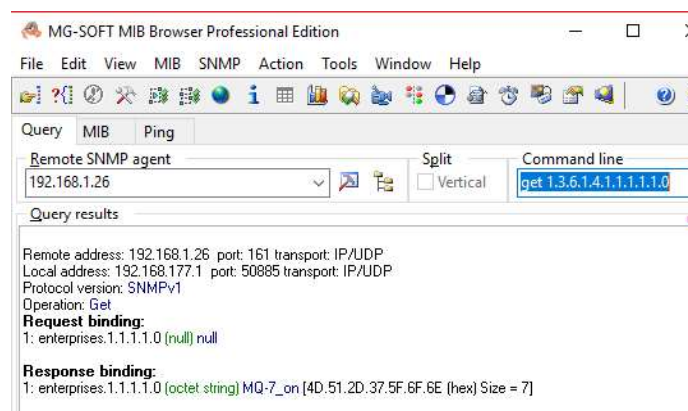 MG-SOFT MIB Browser Professional Edition
File Edit View MIB SNMP Action Tools Window Help
Query MIB Ping
Remote SNMP agent Split Command line
192.168.1.26 Vertical get 1.3.6.1.4.1.1.1.1.1.0
Query results
Remote address: 192.168.1.26 port: 161 transport: IP/UDP
Local address: 192.168.177.1 port: 50885 transport: IP/UDP
Protocol version: SNMPv1
Operation: Get
Request binding:
1: enterprises.1.1.1.1.0 (null) null
Response binding:
1: enterprises.1.1.1.1.0 (octet string) MQ-7_on [4D.51.2D.37.5F.6F.6E (hex) Size = 7]